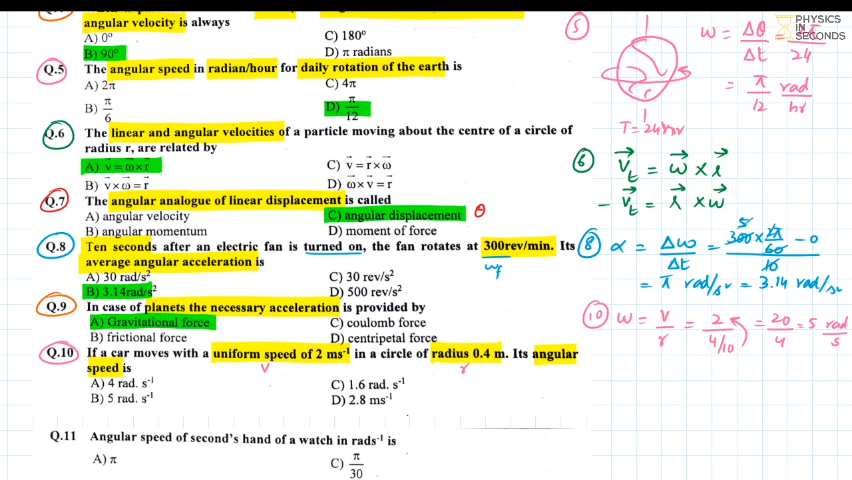 angular velocity is always
A) 0°
C) 180°
B) 90°
D) π radians
Q.5 The angular speed in radian/hour for daily rotation of the earth is
A) 2π
C) 4π
B) π/6
D) π/12
Q.6 The linear and angular velocities of a particle moving about the centre of a circle of
radius r, are related by
A) v⃗ = ω⃗ × r⃗
C) v⃗ = r⃗ × ω⃗
B) v⃗ × ω⃗ = r⃗
D) ω⃗ × v⃗ = r⃗
Q.7 The angular analogue of linear displacement is called
A) angular velocity
C) angular displacement θ
B) angular momentum
D) moment of force
Q.8 Ten seconds after an electric fan is turned on, the fan rotates at 300rev/min. Its
ωf
average angular acceleration is
A) 30 rad/s²
C) 30 rev/s²
B) 3.14rad/s²
D) 500 rev/s²
Q.9 In case of planets the necessary acceleration is provided by
A) Gravitational force
C) coulomb force
B) frictional force
D) centripetal force
Q.10 If a car moves with a uniform speed of 2 ms⁻¹ in a circle of radius 0.4 m. Its angular
speed is
v
r
A) 4 rad. s⁻¹
C) 1.6 rad. s⁻¹
B) 5 rad. s⁻¹
D) 2.8 ms⁻¹
Q.11 Angular speed of second's hand of a watch in rads⁻¹ is
A) π
C) π/30
PHYSICS
IN
SECONDS
5
ω = Δθ/Δt = 2π/24
= π/12 rad/hr
r
T = 24hr
6
v⃗t = ω⃗ × r⃗
- v⃗t = r⃗ × ω⃗
8 α = Δω/Δt = (300 × 2π/60 - 0)/10
5
= π rad/s² = 3.14 rad/s²
10 ω = v/r = 2/(4/10) = 20/4 = 5 rad/s